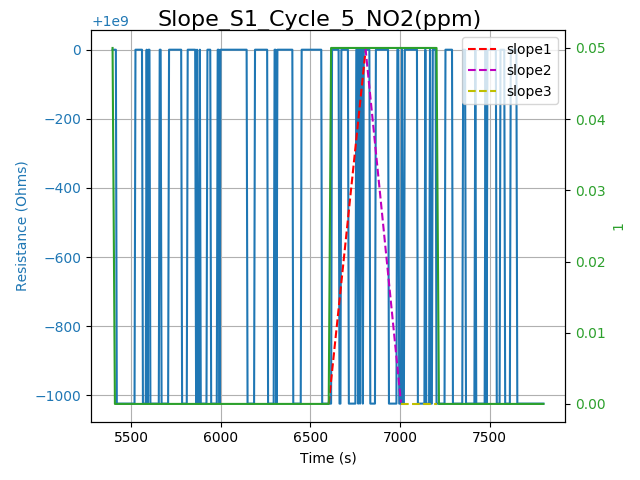 Slope_S1_Cycle_5_NO2(ppm)
+1e9
0
−200
−400
−600
−800
−1000
Resistance (Ohms)
slope1
slope2
slope3
0.05
0.04
0.03
0.02
0.01
0.00
1
5500 6000 6500 7000 7500
Time (s)